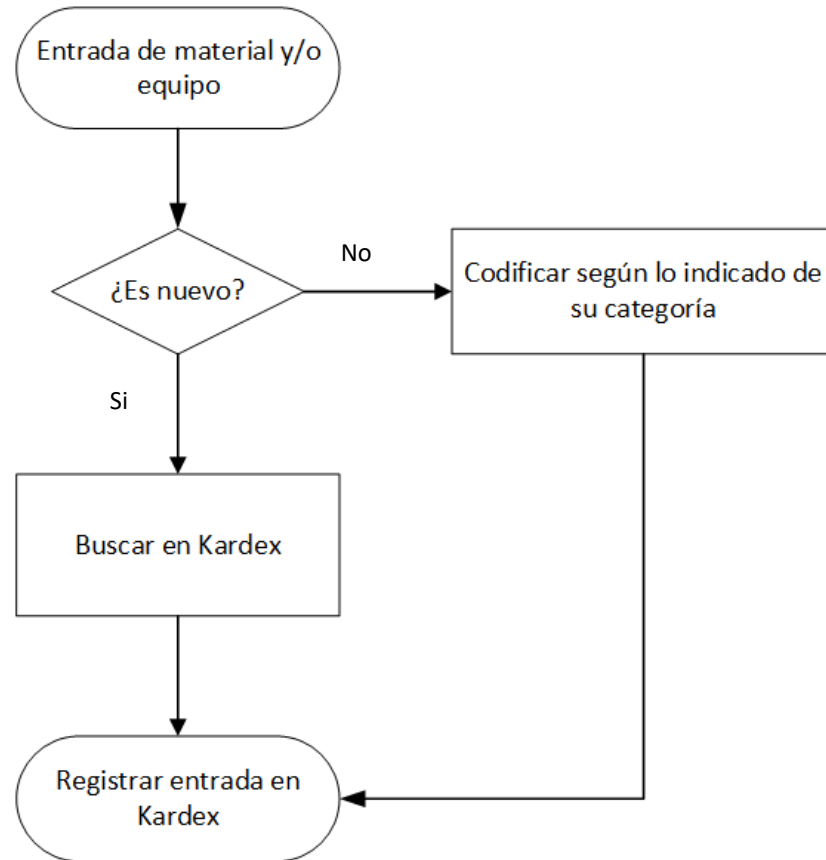 Entrada de material y/o
equipo
¿Es nuevo?
No
Codificar según lo indicado de
su categoría
Si
Buscar en Kardex
Registrar entrada en
Kardex